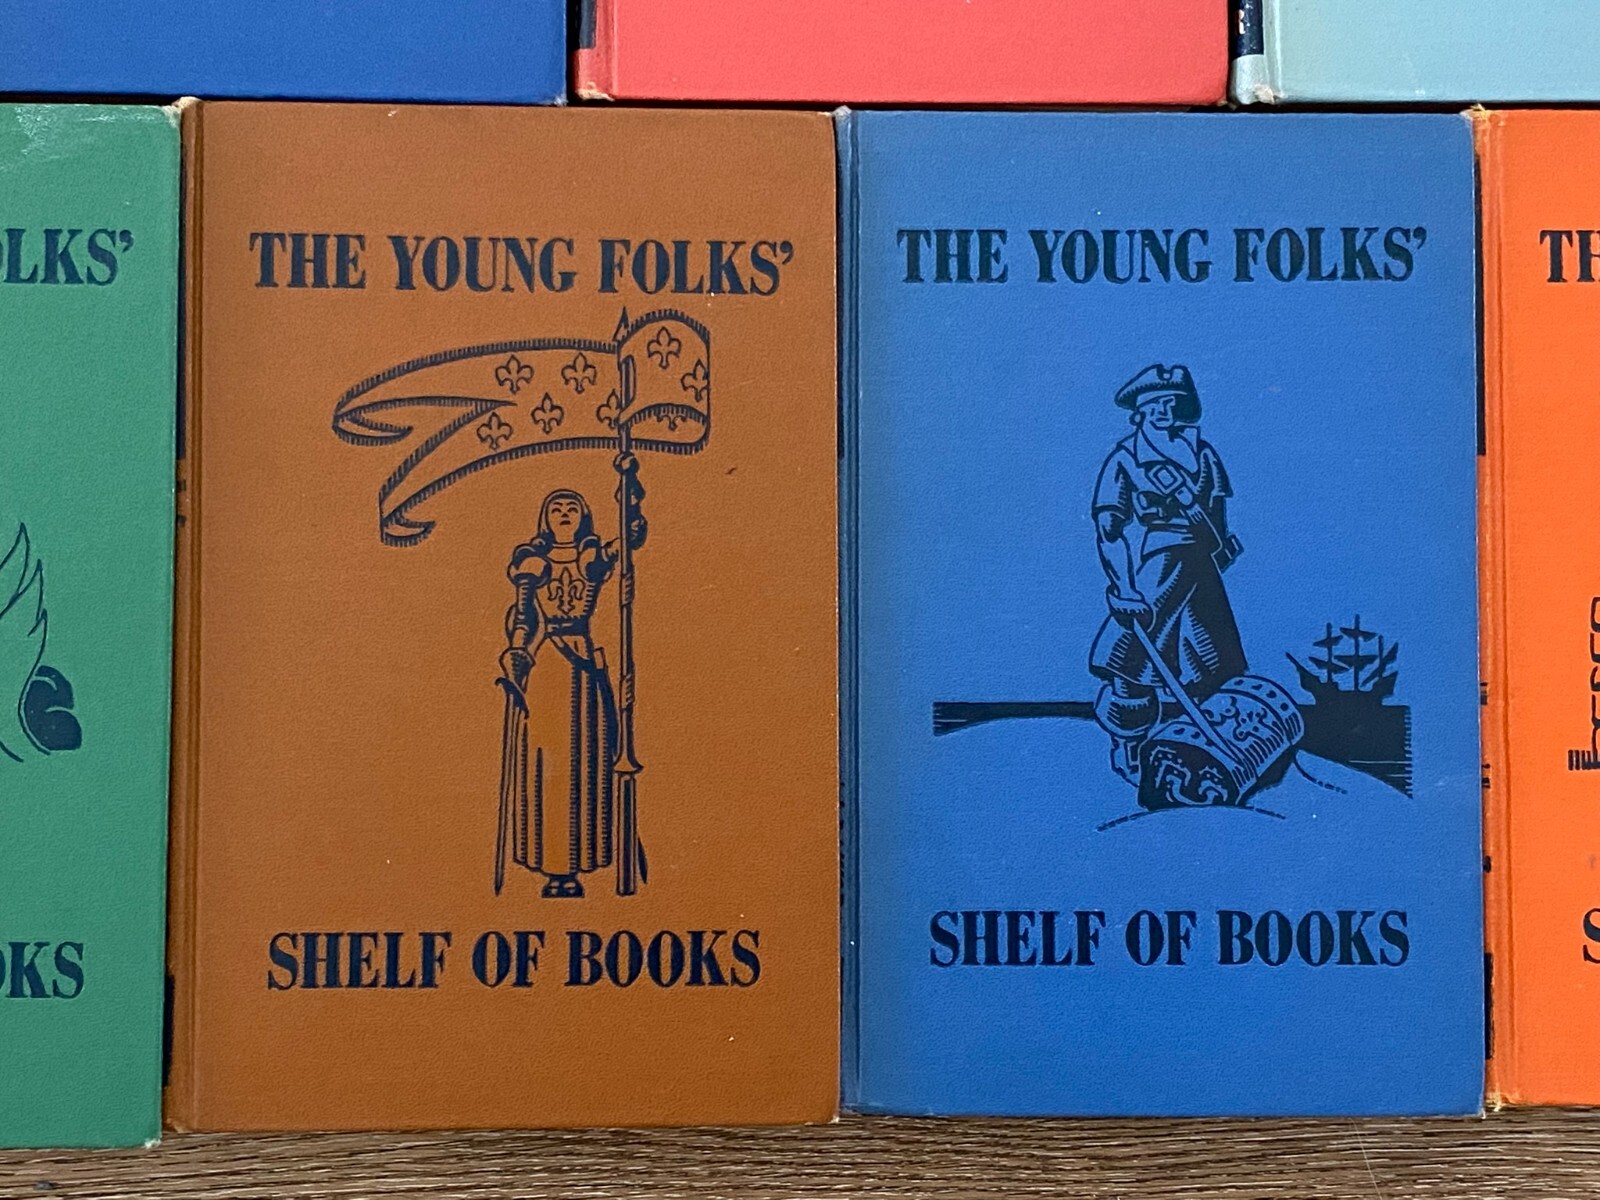 OLKS'
OKS
THE YOUNG FOLKS'
SHELF OF BOOKS
THE YOUNG FOLKS'
SHELF OF BOOKS
TH
S